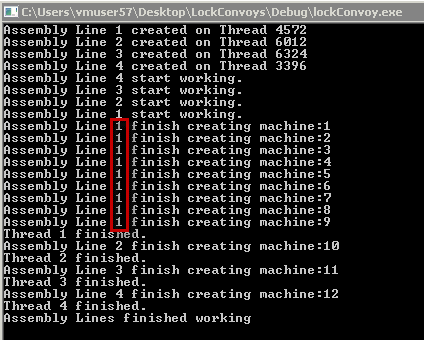 C:\Users\vmuser57\Desktop\LockConvoys\Debug\lockConvoy.exe
Assembly Line 1 created on Thread 4572
Assembly Line 2 created on Thread 6012
Assembly Line 3 created on Thread 6324
Assembly Line 4 created on Thread 3396
Assembly Line 4 start working.
Assembly Line 3 start working.
Assembly Line 2 start working.
Assembly Line 1 start working.
Assembly Line 1 finish creating machine:1
Assembly Line 1 finish creating machine:2
Assembly Line 1 finish creating machine:3
Assembly Line 1 finish creating machine:4
Assembly Line 1 finish creating machine:5
Assembly Line 1 finish creating machine:6
Assembly Line 1 finish creating machine:7
Assembly Line 1 finish creating machine:8
Assembly Line 1 finish creating machine:9
Thread 1 finished.
Assembly Line 2 finish creating machine:10
Thread 2 finished.
Assembly Line 3 finish creating machine:11
Thread 3 finished.
Assembly Line 4 finish creating machine:12
Thread 4 finished.
Assembly Lines finished working